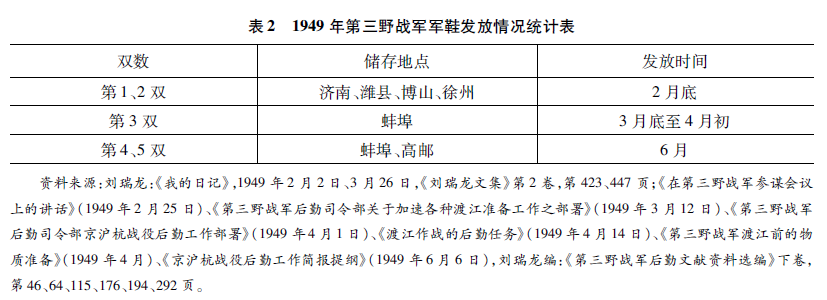 表 2　1949 年第三野战军军鞋发放情况统计表
双数　储存地点　发放时间
第 1、2 双　济南、潍县、博山、徐州　2 月底
第 3 双　蚌埠　3 月底至 4 月初
第 4、5 双　蚌埠、高邮　6 月
资料来源:刘瑞龙:《我的日记》,1949 年 2 月 2 日、3 月 26 日,《刘瑞龙文集》第 2 卷,第 423、447 页;《在第三野战军参谋会议
上的讲话》(1949 年 2 月 25 日)、《第三野战军后勤司令部关于加速各种渡江准备工作之部署》(1949 年 3 月 12 日)、《第三野战军
后勤司令部京沪杭战役后勤工作部署》(1949 年 4 月 1 日)、《渡江作战的后勤任务》(1949 年 4 月 14 日)、《第三野战军渡江前的物
质准备》(1949 年 4 月)、《京沪杭战役后勤工作简报提纲》(1949 年 6 月 6 日),刘瑞龙编:《第三野战军后勤文献资料选编》下卷,
第 46、64、115、176、194、292 页。